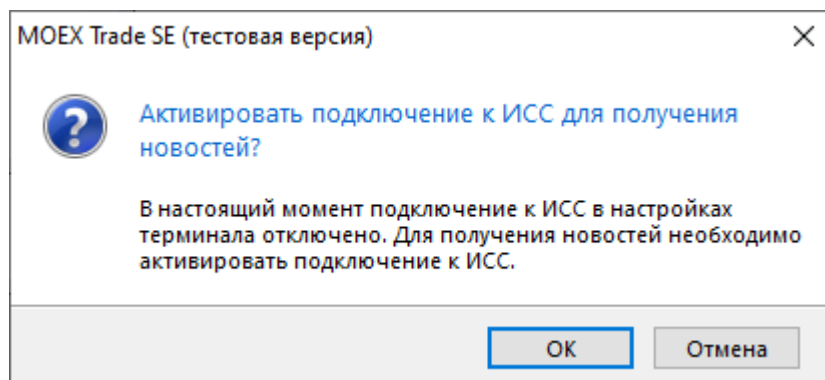 MOEX Trade SE (тестовая версия)
Активировать подключение к ИСС для получения
новостей?
В настоящий момент подключение к ИСС в настройках
терминала отключено. Для получения новостей необходимо
активировать подключение к ИСС.
ОК
Отмена